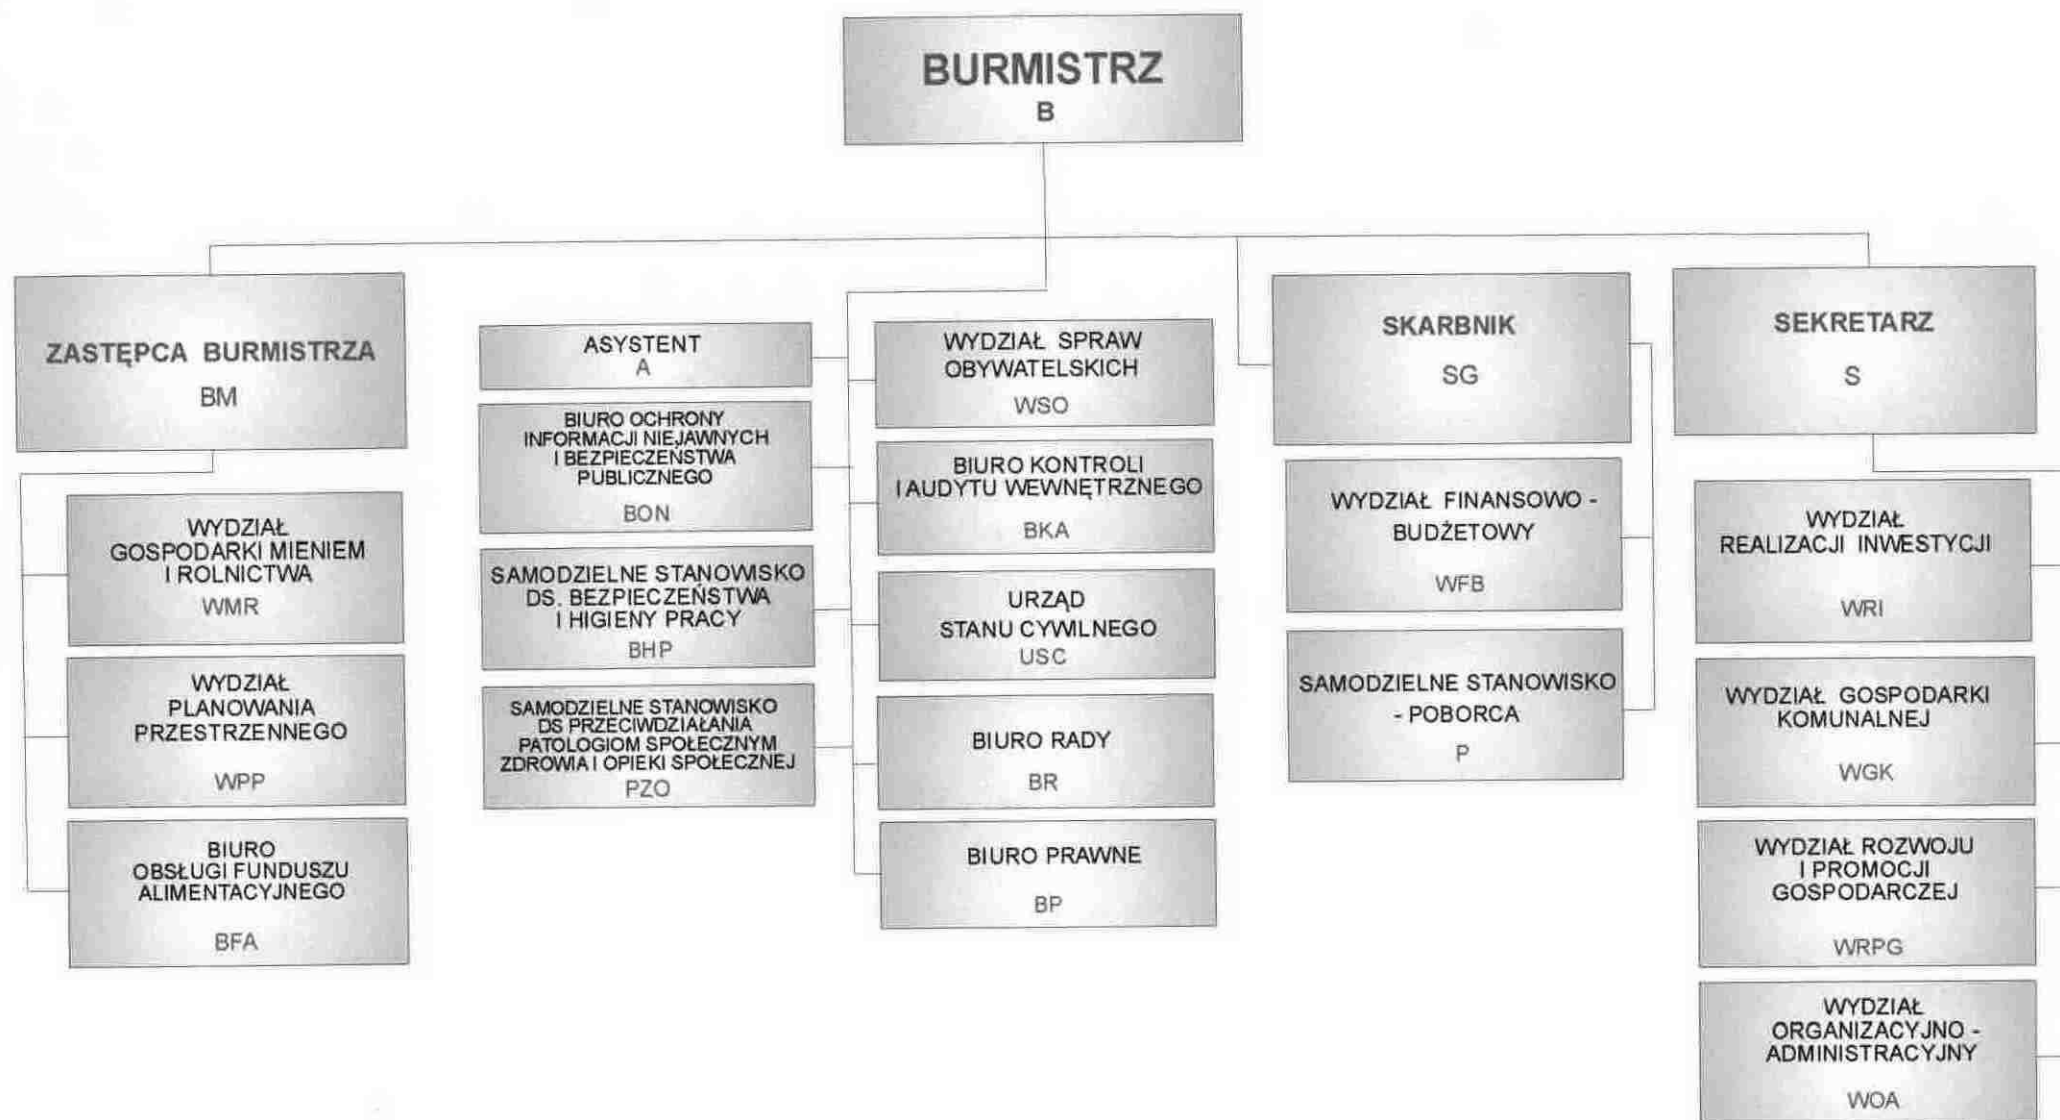 BURMISTRZ
B
ZASTĘPCA BURMISTRZA
BM
WYDZIAŁ
GOSPODARKI MIENIEM
I ROLNICTWA
WMR
WYDZIAŁ
PLANOWANIA
PRZESTRZENNEGO
WPP
BIURO
OBSŁUGI FUNDUSZU
ALIMENTACYJNEGO
BFA
ASYSTENT
A
BIURO OCHRONY
INFORMACJI NIEJAWNYCH
I BEZPIECZEŃSTWA
PUBLICZNEGO
BON
SAMODZIELNE STANOWISKO
DS. BEZPIECZEŃSTWA
I HIGIENY PRACY
BHP
SAMODZIELNE STANOWISKO
DS PRZECIWDZIAŁANIA
PATOLOGIOM SPOŁECZNYM
ZDROWIA I OPIEKI SPOŁECZNEJ
PZO
WYDZIAŁ SPRAW
OBYWATELSKICH
WSO
BIURO KONTROLI
I AUDYTU WEWNĘTRZNEGO
BKA
URZĄD
STANU CYWILNEGO
USC
BIURO RADY
BR
BIURO PRAWNE
BP
SKARBNIK
SG
WYDZIAŁ FINANSOWO -
BUDŻETOWY
WFB
SAMODZIELNE STANOWISKO
- POBORCA
P
SEKRETARZ
S
WYDZIAŁ
REALIZACJI INWESTYCJI
WRI
WYDZIAŁ GOSPODARKI
KOMUNALNEJ
WGK
WYDZIAŁ ROZWOJU
I PROMOCJI
GOSPODARCZEJ
WRPG
WYDZIAŁ
ORGANIZACYJNO -
ADMINISTRACYJNY
WOA